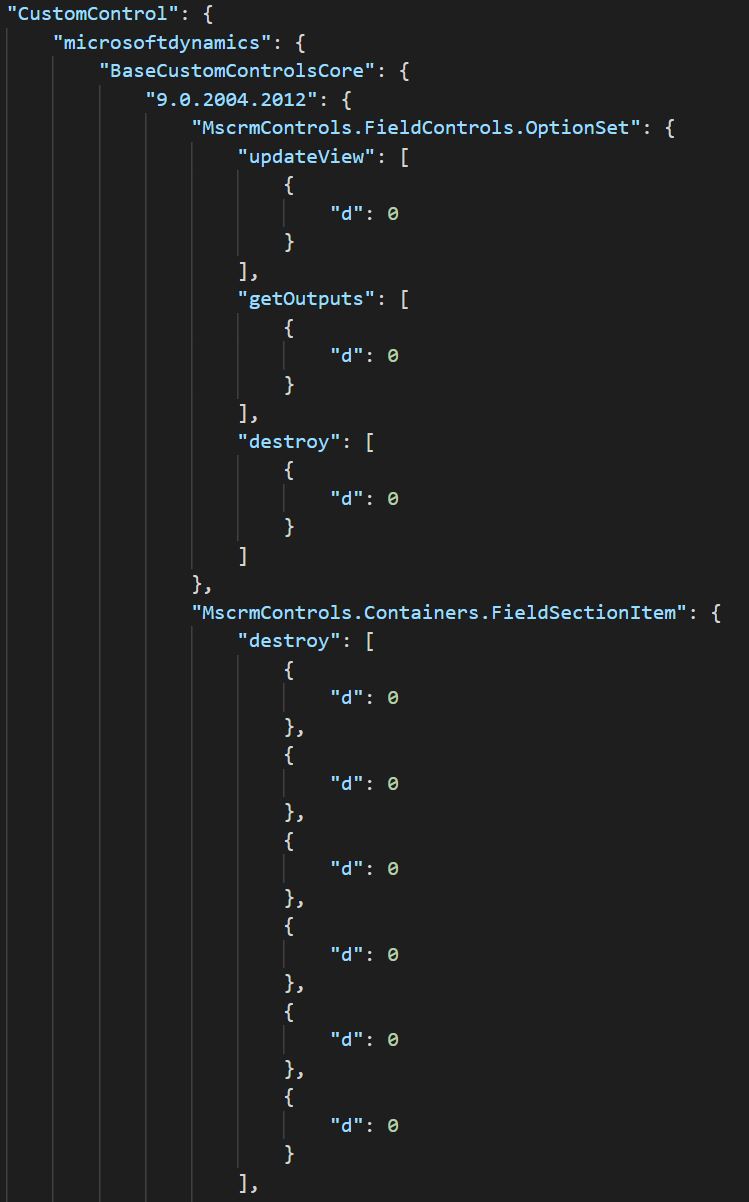 "CustomControl": {
    "microsoftdynamics": {
        "BaseCustomControlsCore": {
            "9.0.2004.2012": {
                "MscrmControls.FieldControls.OptionSet": {
                    "updateView": [
                        {
                            "d": 0
                        }
                    ],
                    "getOutputs": [
                        {
                            "d": 0
                        }
                    ],
                    "destroy": [
                        {
                            "d": 0
                        }
                    ]
                },
                "MscrmControls.Containers.FieldSectionItem": {
                    "destroy": [
                        {
                            "d": 0
                        },
                        {
                            "d": 0
                        },
                        {
                            "d": 0
                        },
                        {
                            "d": 0
                        },
                        {
                            "d": 0
                        },
                        {
                            "d": 0
                        }
                    ],